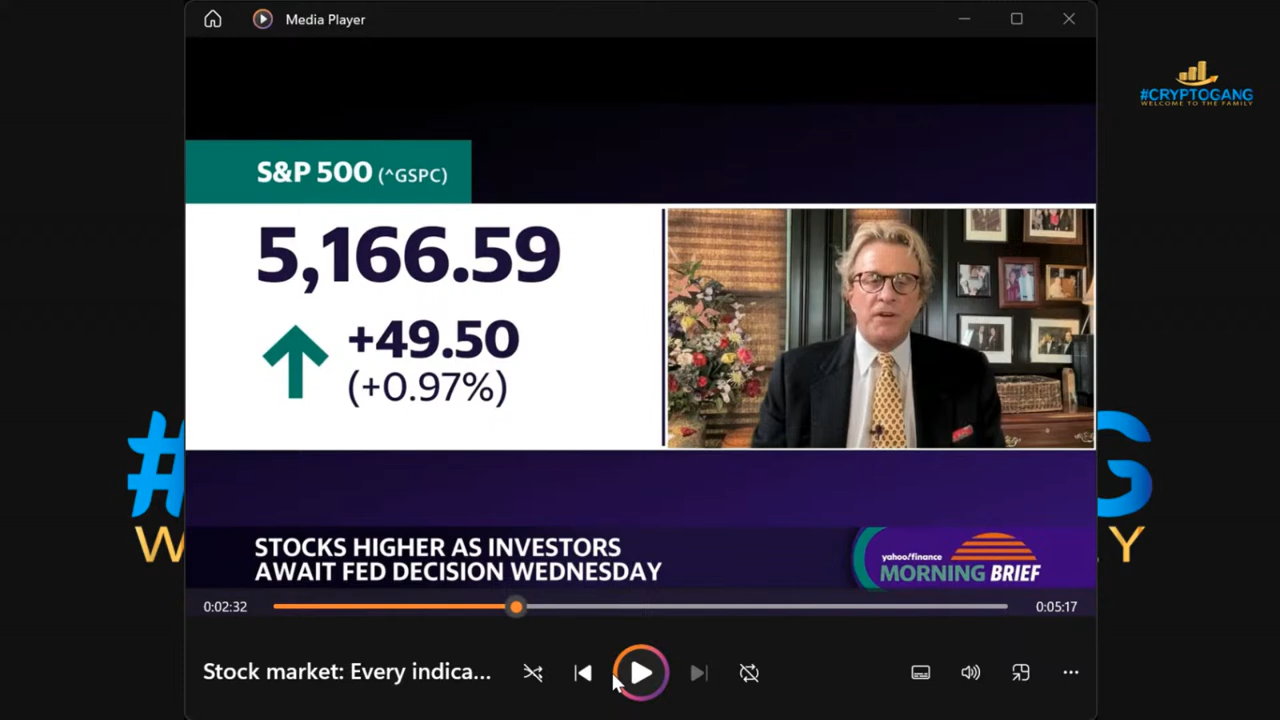 Media Player
#CRYPTOGANG
WELCOME TO THE FAMILY
S&P 500 (^GSPC)
5,166.59
+49.50
(+0.97%)
# G
W Y
STOCKS HIGHER AS INVESTORS
AWAIT FED DECISION WEDNESDAY
yahoo!finance
MORNING BRIEF
0:02:32
0:05:17
Stock market: Every indica...